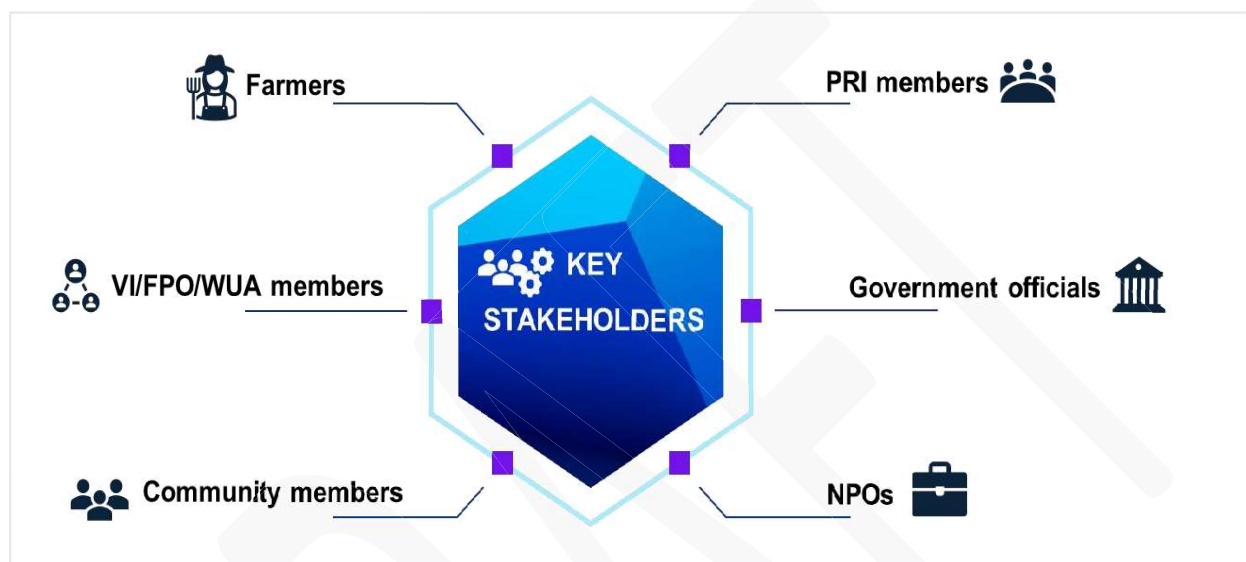 Farmers
PRI members
VI/FPO/WUA members
KEY
STAKEHOLDERS
Government officials
Community members
NPOs